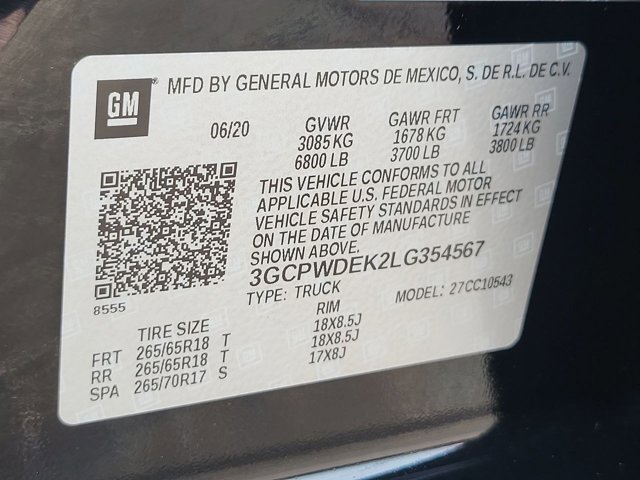 GM
MFD BY GENERAL MOTORS DE MEXICO, S. DE R.L. DE C.V.
06/20 GVWR GAWR FRT GAWR RR
3085 KG 1678 KG 1724 KG
6800 LB 3700 LB 3800 LB
THIS VEHICLE CONFORMS TO ALL
APPLICABLE U.S. FEDERAL MOTOR
VEHICLE SAFETY STANDARDS IN EFFECT
ON THE DATE OF MANUFACTURE
SHOWN ABOVE.
3GCPWDEK2LG354567
8555
TYPE: TRUCK MODEL: 27CC10543
TIRE SIZE RIM
FRT 265/65R18 T 18X8.5J
RR 265/65R18 T 18X8.5J
SPA 265/70R17 S 17X8J